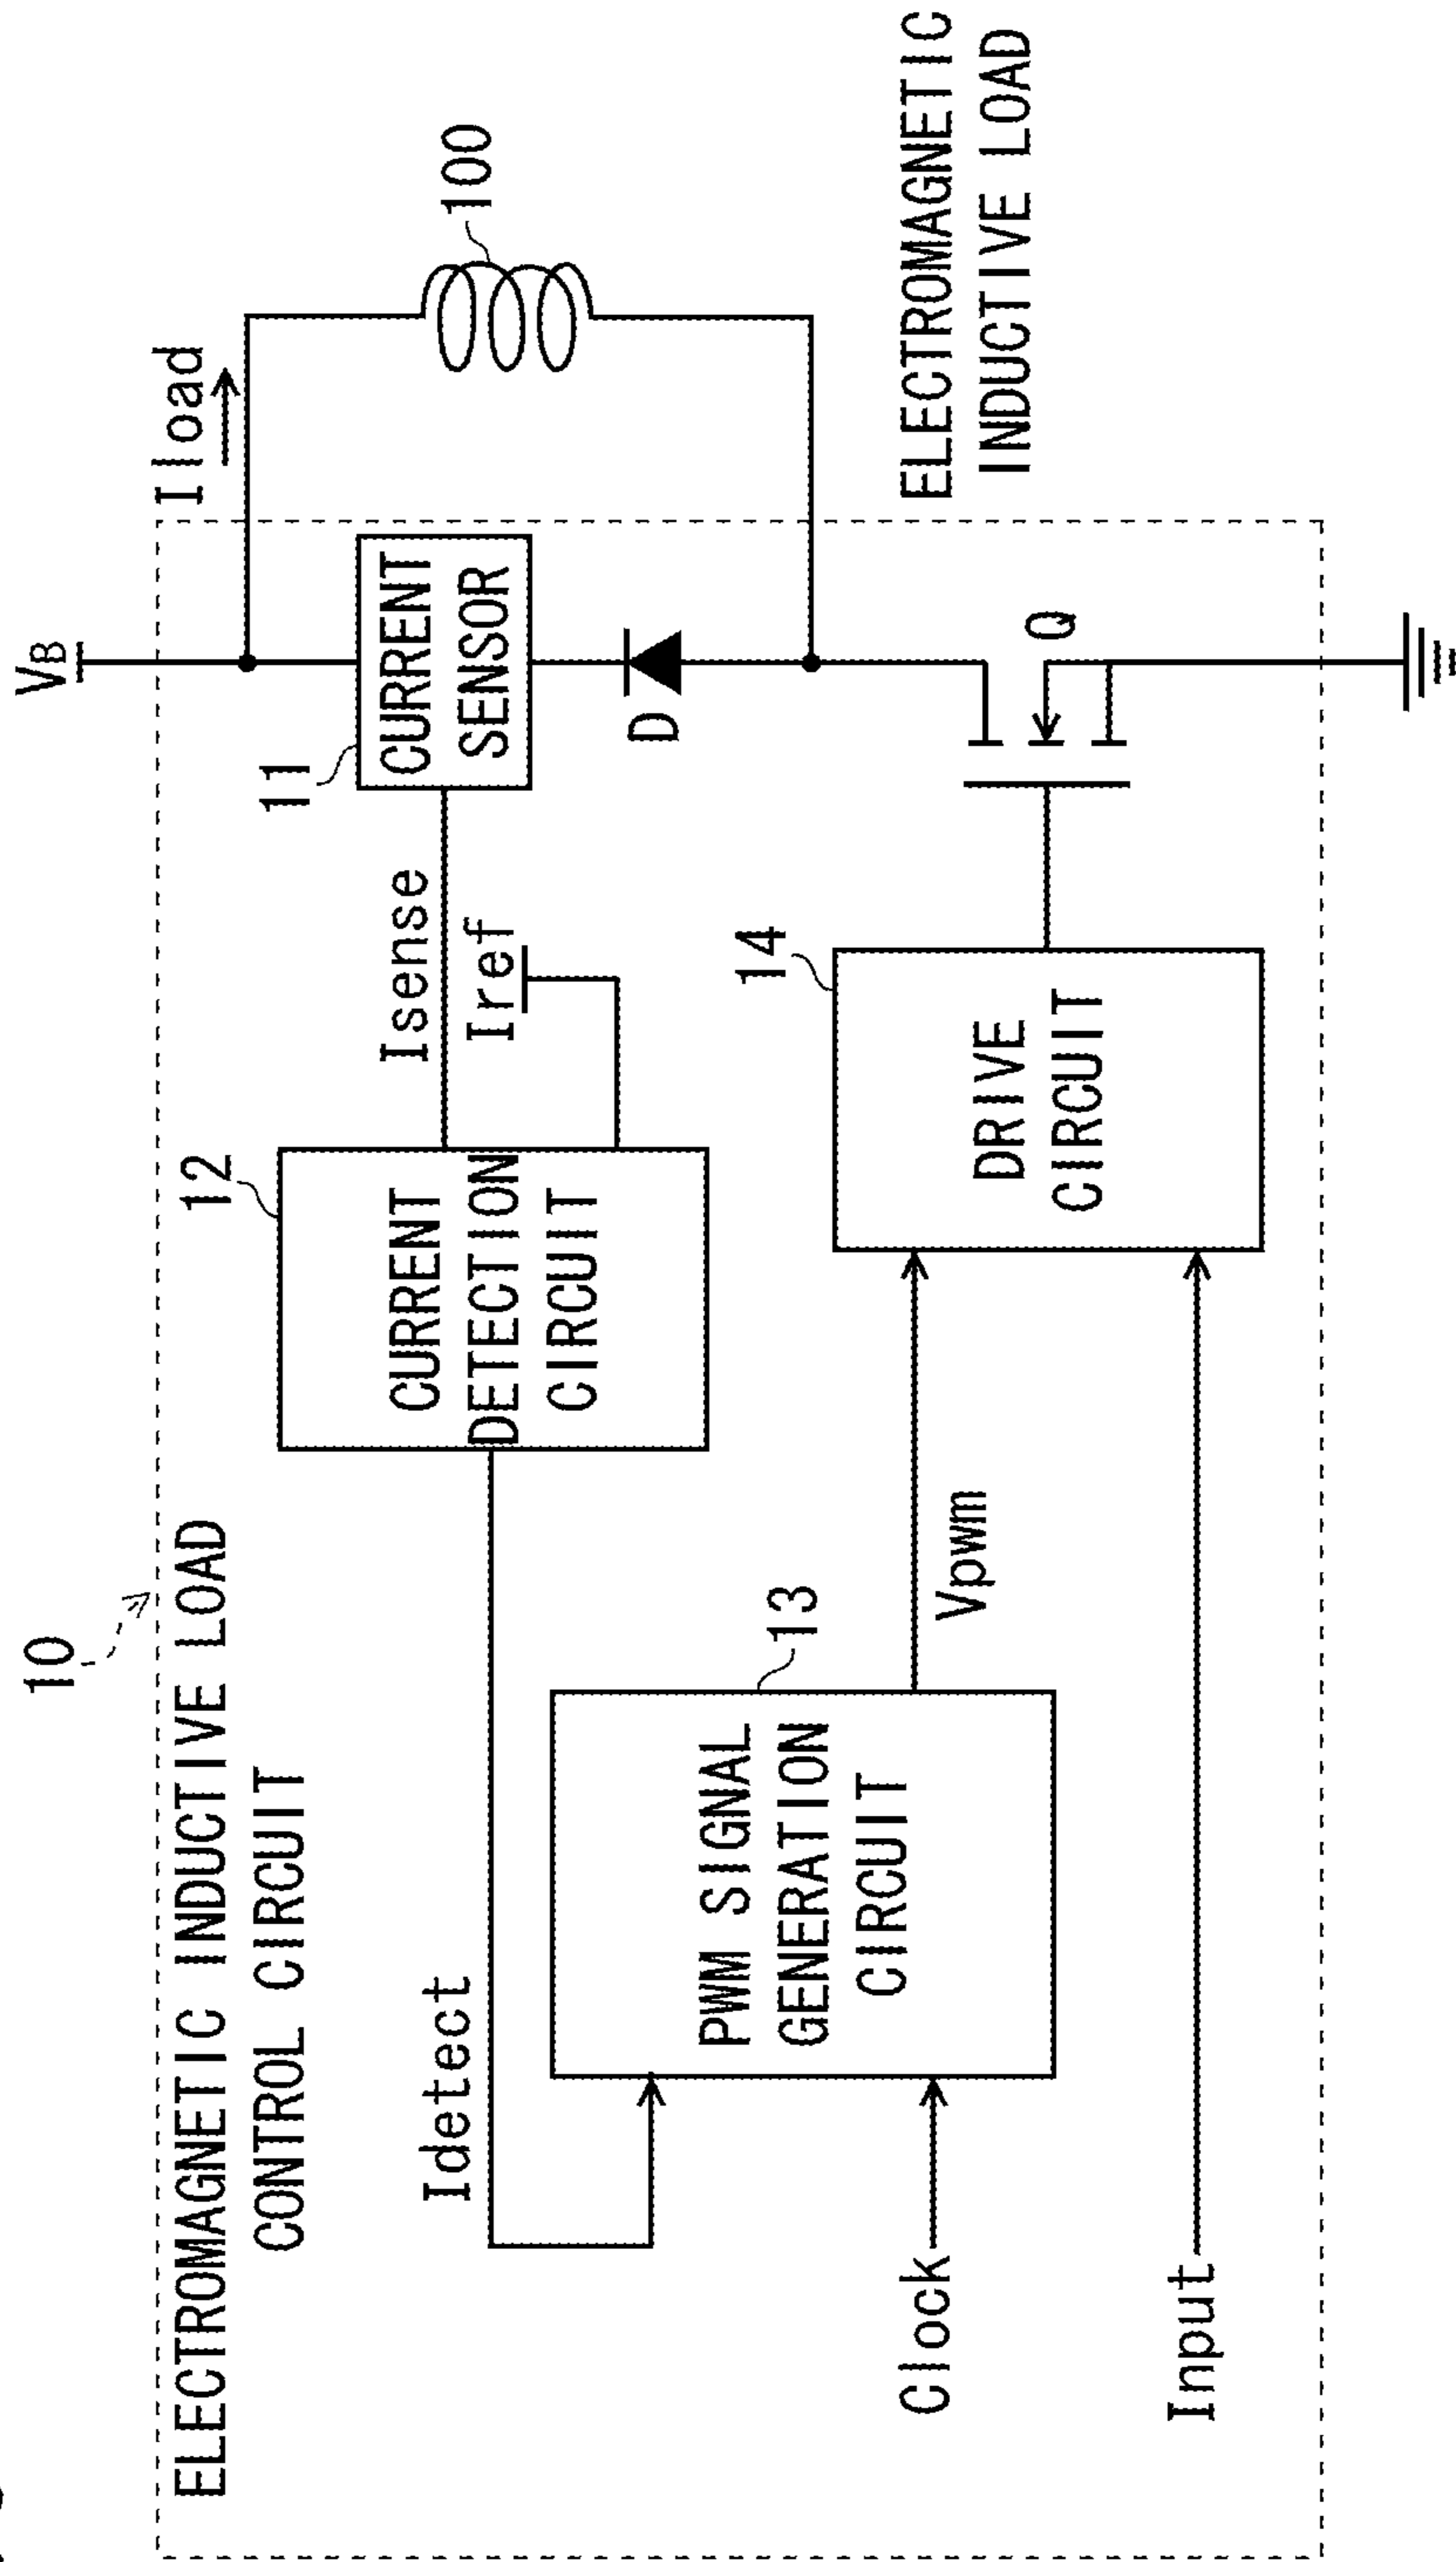 10
ELECTROMAGNETIC INDUCTIVE LOAD
CONTROL CIRCUIT
VB
Iload
11
CURRENT
SENSOR
100
12
CURRENT
DETECTION
CIRCUIT
Isense
Iref
D
Idetect
13
PWM SIGNAL
GENERATION
CIRCUIT
Vpwm
14
DRIVE
CIRCUIT
Q
Clock
Input
ELECTROMAGNETIC
INDUCTIVE LOAD